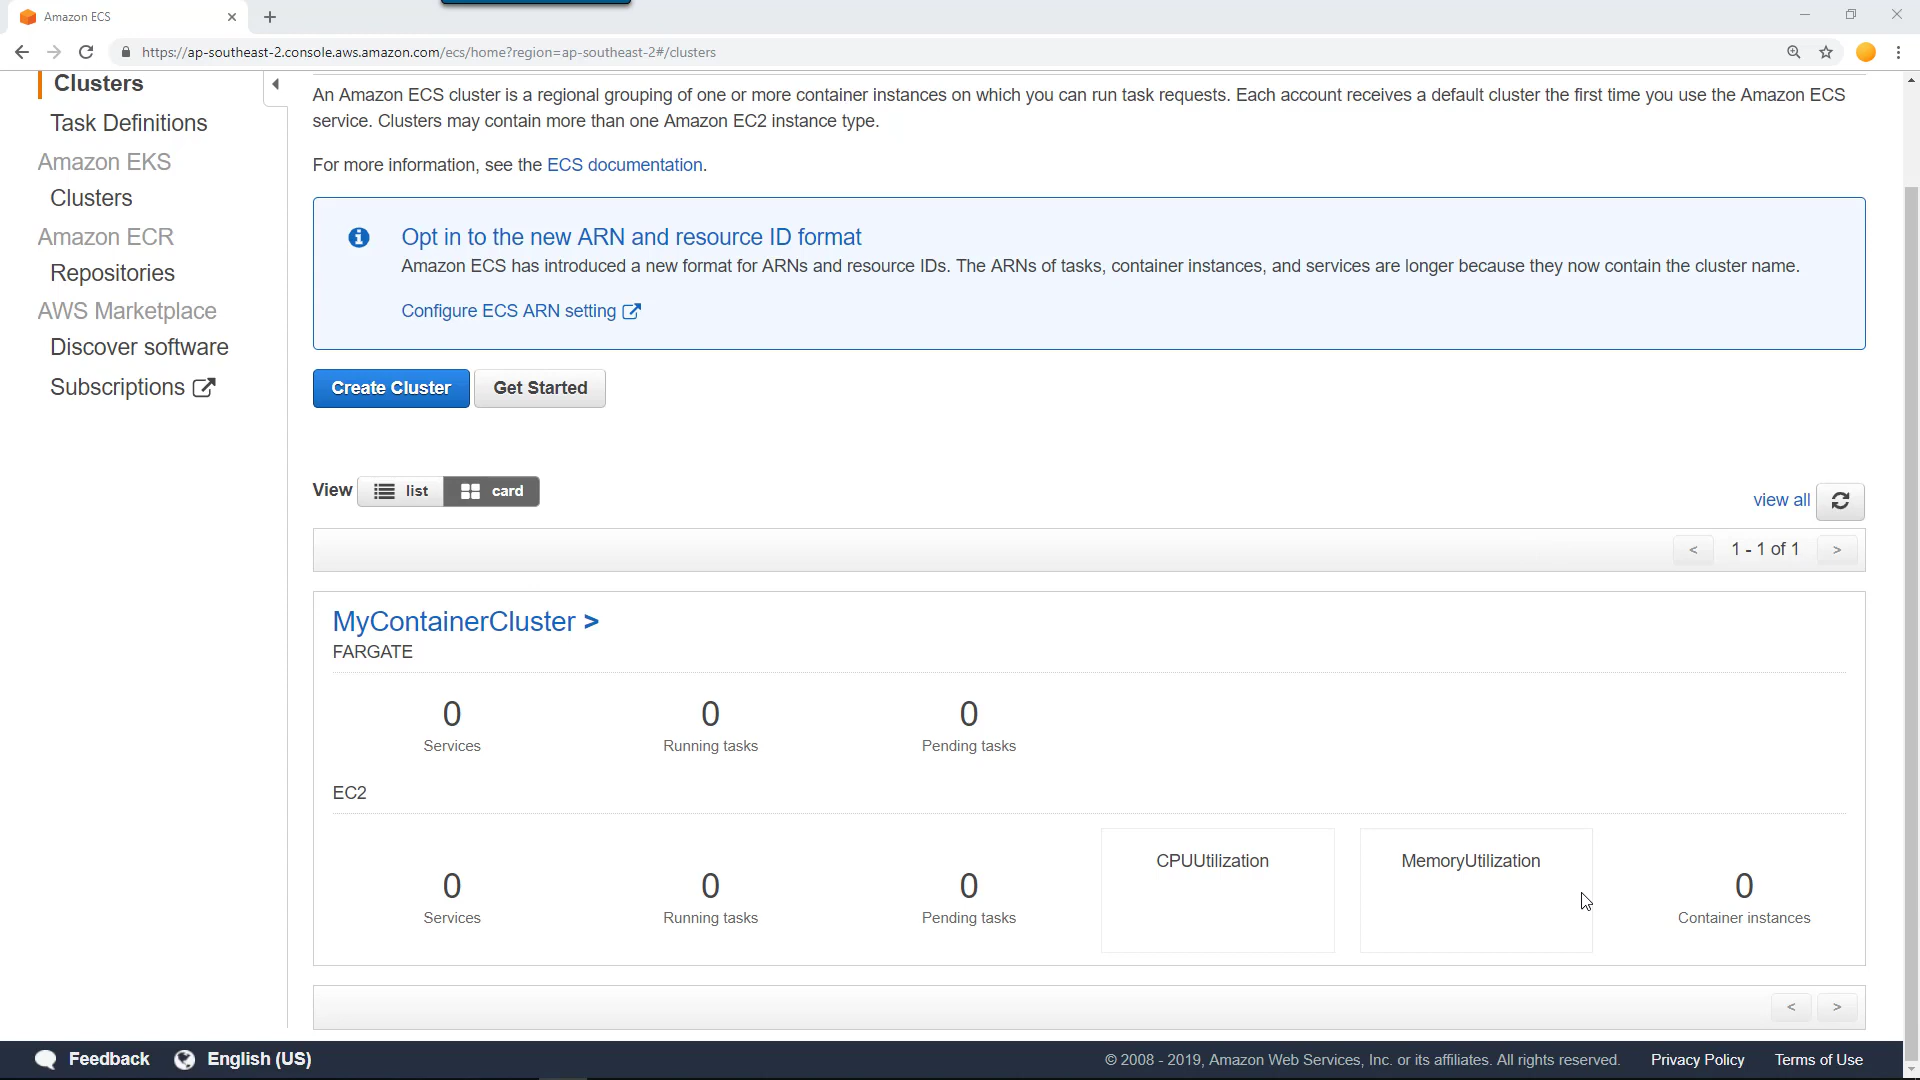 Amazon ECS
https://ap-southeast-2.console.aws.amazon.com/ecs/home?region=ap-southeast-2#/clusters
Clusters
Task Definitions
Amazon EKS
Clusters
Amazon ECR
Repositories
AWS Marketplace
Discover software
Subscriptions
An Amazon ECS cluster is a regional grouping of one or more container instances on which you can run task requests. Each account receives a default cluster the first time you use the Amazon ECS
service. Clusters may contain more than one Amazon EC2 instance type.
For more information, see the ECS documentation.
Opt in to the new ARN and resource ID format
Amazon ECS has introduced a new format for ARNs and resource IDs. The ARNs of tasks, container instances, and services are longer because they now contain the cluster name.
Configure ECS ARN setting
Create Cluster Get Started
View list card
view all
< 1 - 1 of 1 >
MyContainerCluster >
FARGATE
0 0 0
Services Running tasks Pending tasks
EC2
CPUUtilization MemoryUtilization
0 0 0 0
Services Running tasks Pending tasks Container instances
< >
Feedback English (US) © 2008 - 2019, Amazon Web Services, Inc. or its affiliates. All rights reserved. Privacy Policy Terms of Use